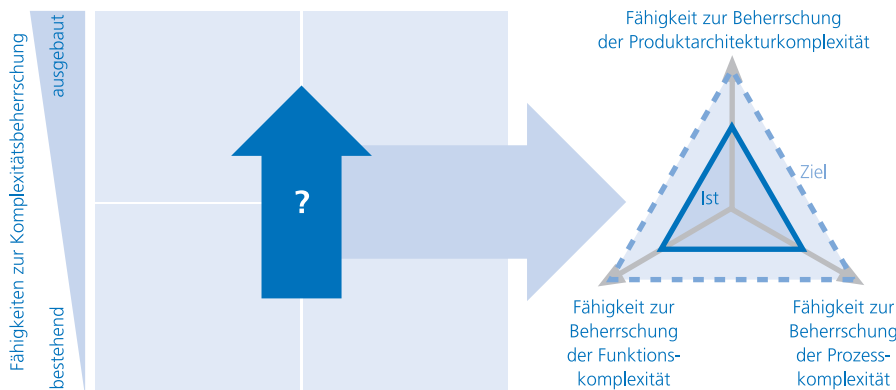 Fähigkeiten zur Komplexitätsbeherrschung
ausgebaut
bestehend
?
Fähigkeit zur Beherrschung
der Produktarchitekturkomplexität
Ziel
Ist
Fähigkeit zur
Beherrschung
der Funktions-
komplexität
Fähigkeit zur
Beherrschung
der Prozess-
komplexität